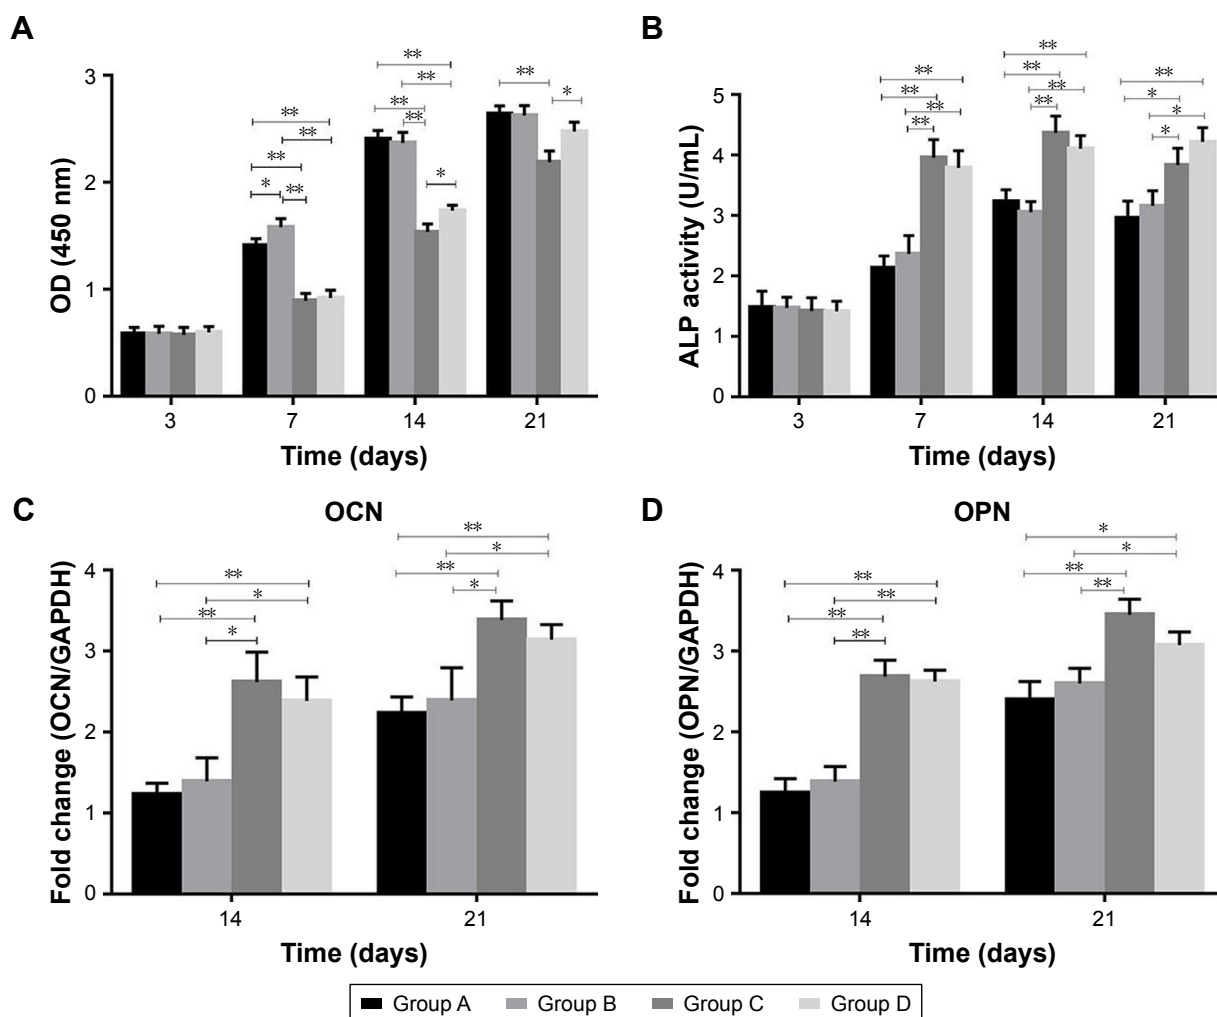 A
OD (450 nm)
3
2
1
0
** ** ** * ** ** ** ** ** * ** *
3 7 14 21
Time (days)
B
ALP activity (U/mL)
5
4
3
2
1
0
** ** ** ** ** ** ** ** ** * * *
3 7 14 21
Time (days)
C
OCN
Fold change (OCN/GAPDH)
4
3
2
1
0
** * ** * ** * ** *
14 21
Time (days)
D
OPN
Fold change (OPN/GAPDH)
4
3
2
1
0
** ** ** ** * * ** **
14 21
Time (days)
Group A Group B Group C Group D